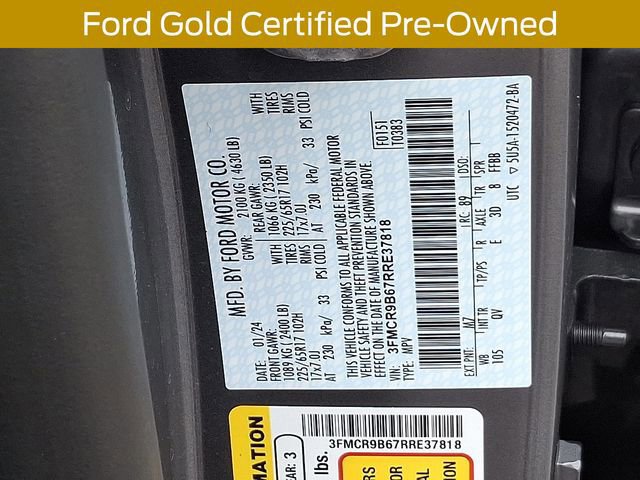 Ford Gold Certified Pre-Owned
MFD. BY FORD MOTOR CO.
DATE: 01/24 GVWR: 2100 KG ( 4630 LB)
FRONT GAWR: REAR GAWR: WITH
1089 KG ( 2400 LB) 1066 KG ( 2350 LB) TIRES
225/65R17 102H 225/65R17 102H RIMS
17x7.0J 17x7.0J
AT 230 kPa/ 33 PSI COLD
AT 230 kPa/ 33 PSI COLD
WITH
TIRES
RIMS
THIS VEHICLE CONFORMS TO ALL APPLICABLE FEDERAL MOTOR
VEHICLE SAFETY AND THEFT PREVENTION STANDARDS IN
EFFECT ON THE DATE OF MANUFACTURE SHOWN ABOVE.
VIN: 3FMCR9B67RRE37818
TYPE: MPV
F0151
T0383
EXT PNT: M7 RC: B9 DSO:
WB INT TR TP/PS R AXLE TR SPR
105 QV E 3D 8 FFBB
UTC ▽ 5U5A-1520472-BA
3FMCR9B67RRE37818
lbs.